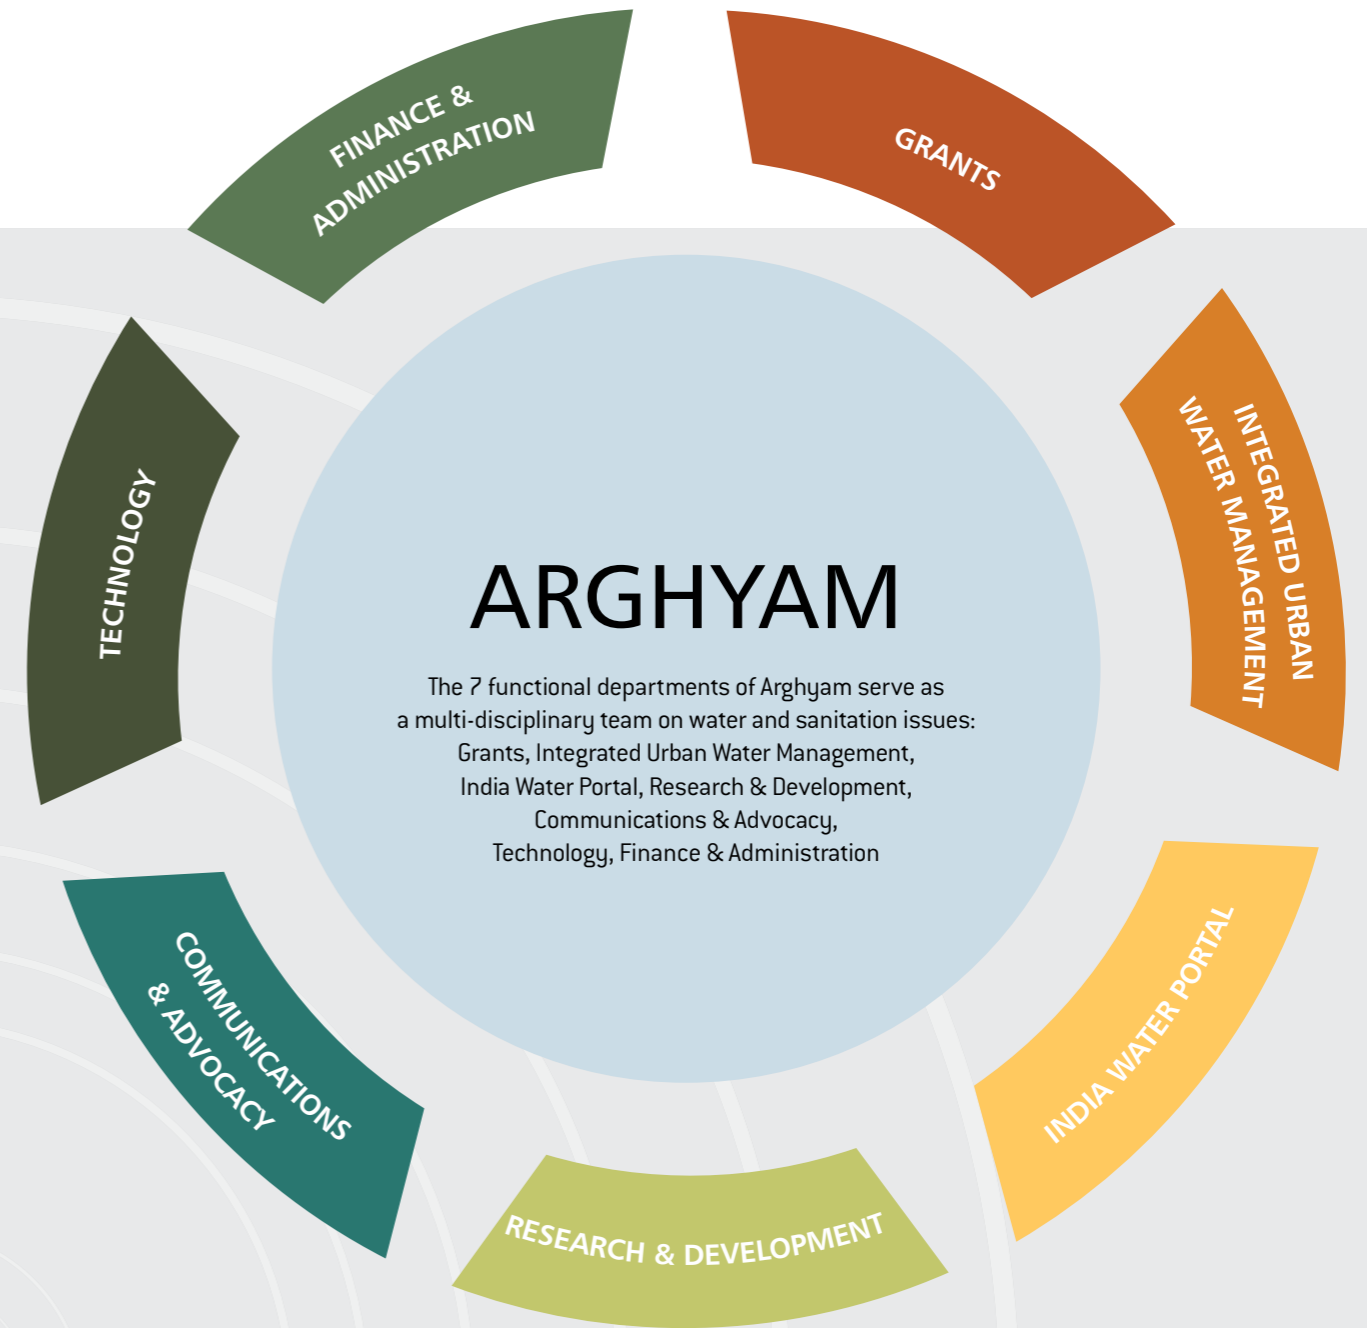 FINANCE &
ADMINISTRATION
GRANTS
INTEGRATED URBAN
WATER MANAGEMENT
INDIA WATER PORTAL
RESEARCH & DEVELOPMENT
COMMUNICATIONS
& ADVOCACY
TECHNOLOGY
ARGHYAM
The 7 functional departments of Arghyam serve as
a multi-disciplinary team on water and sanitation issues:
Grants, Integrated Urban Water Management,
India Water Portal, Research & Development,
Communications & Advocacy,
Technology, Finance & Administration